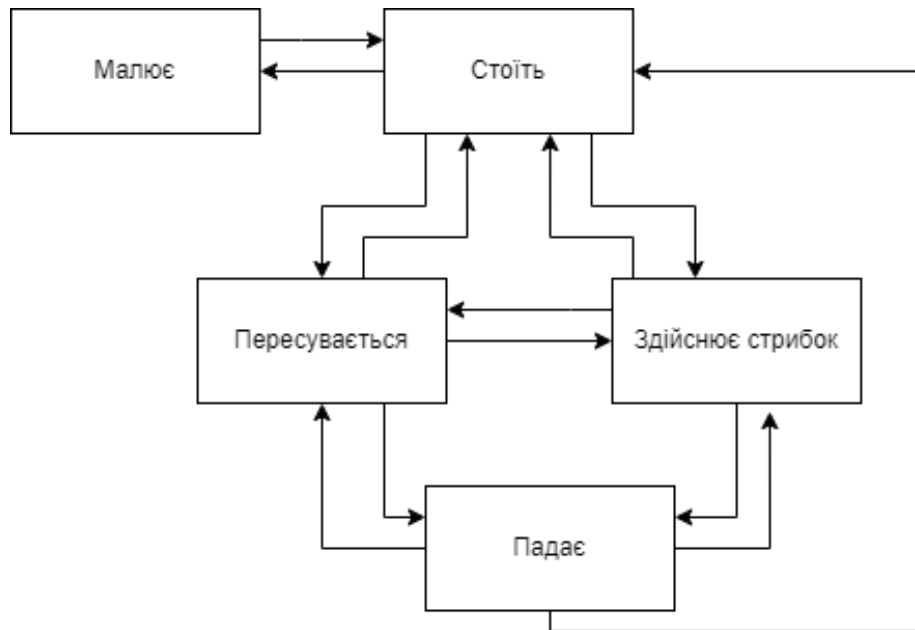 Малює
Стоїть
Пересувається
Здійснює стрибок
Падає